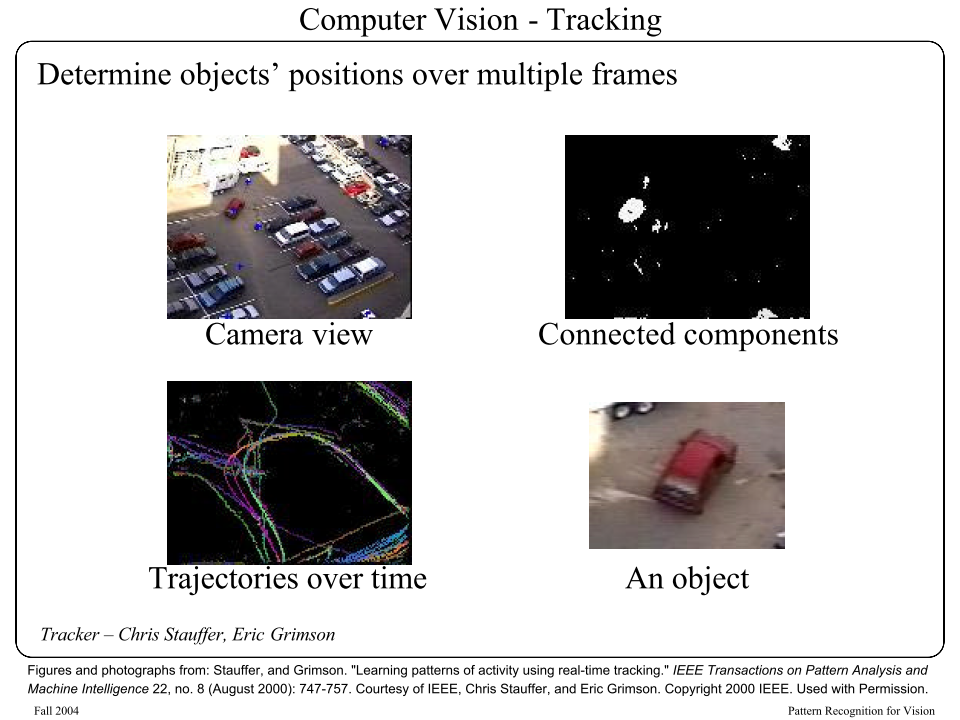 Computer Vision - Tracking
Determine objects’ positions over multiple frames
Camera view
Connected components
Trajectories over time
An object
Tracker – Chris Stauffer, Eric Grimson
Figures and photographs from: Stauffer, and Grimson. "Learning patterns of activity using real-time tracking." IEEE Transactions on Pattern Analysis and
Machine Intelligence 22, no. 8 (August 2000): 747-757. Courtesy of IEEE, Chris Stauffer, and Eric Grimson. Copyright 2000 IEEE. Used with Permission.
Fall 2004
Pattern Recognition for Vision